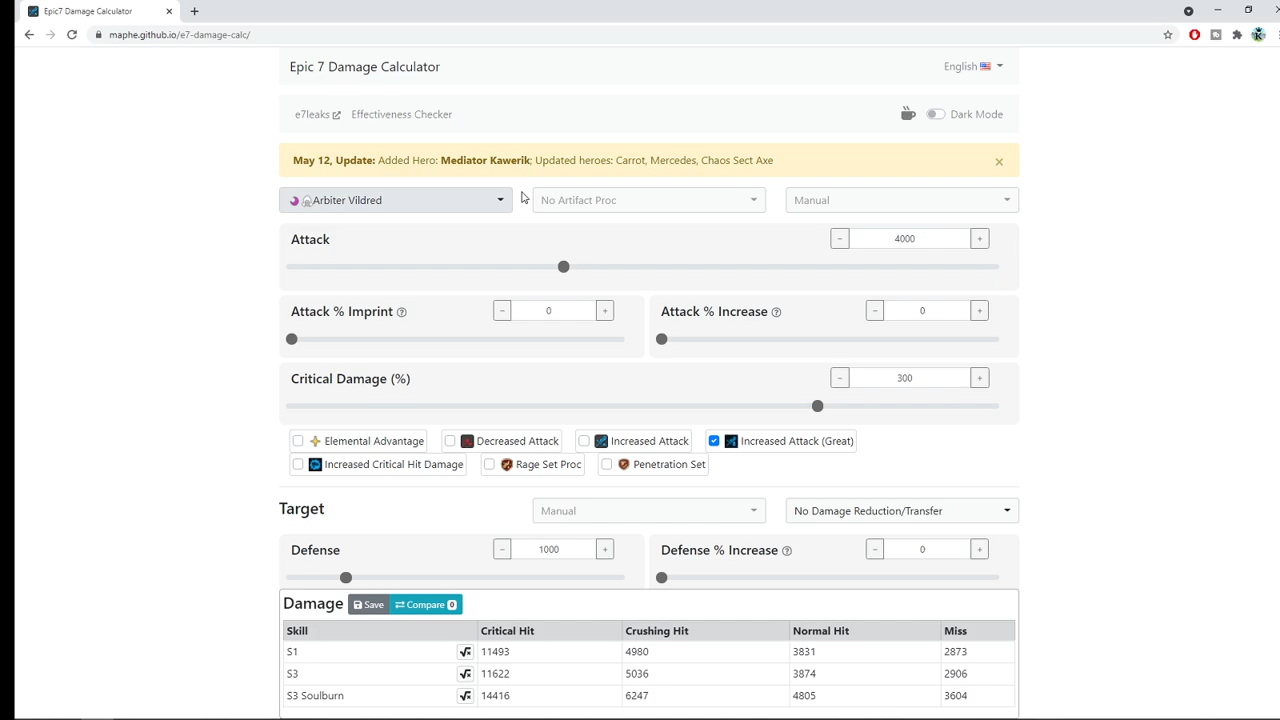 Epic7 Damage Calculator
maphe.github.io/e7-damage-calc/
Epic 7 Damage Calculator
English
e7leaks Effectiveness Checker Dark Mode
May 12, Update: Added Hero: Mediator Kawerik; Updated heroes: Carrot, Mercedes, Chaos Sect Axe
Arbiter Vildred No Artifact Proc Manual
Attack - 4000 +
Attack % Imprint - 0 + Attack % Increase - 0 +
Critical Damage (%) - 300 +
Elemental Advantage Decreased Attack Increased Attack Increased Attack (Great)
Increased Critical Hit Damage Rage Set Proc Penetration Set
Target Manual No Damage Reduction/Transfer
Defense - 1000 + Defense % Increase - 0 +
Damage Save Compare 0
Skill Critical Hit Crushing Hit Normal Hit Miss
S1 11493 4980 3831 2873
S3 11622 5036 3874 2906
S3 Soulburn 14416 6247 4805 3604